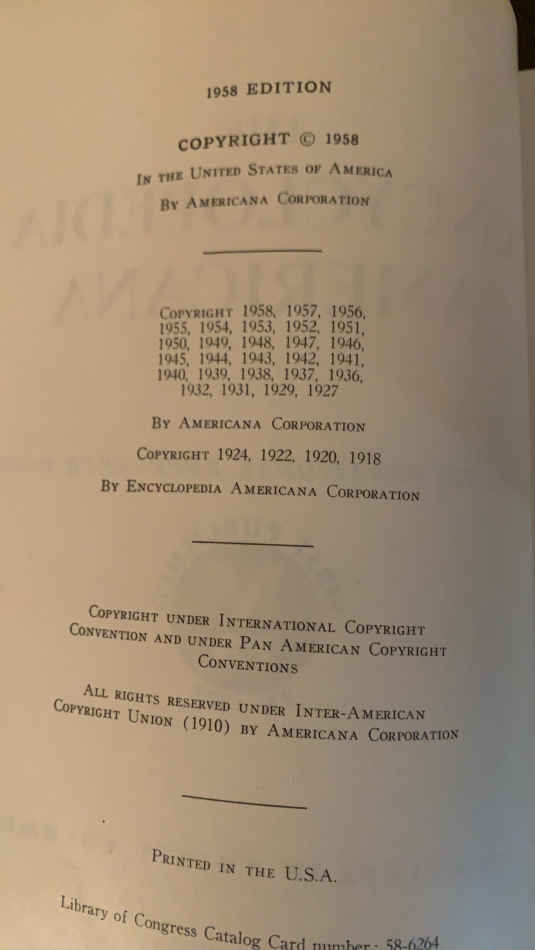 1958 EDITION
COPYRIGHT © 1958
IN THE UNITED STATES OF AMERICA
BY AMERICANA CORPORATION
COPYRIGHT 1958, 1957, 1956,
1955, 1954, 1953, 1952, 1951,
1950, 1949, 1948, 1947, 1946,
1945, 1944, 1943, 1942, 1941,
1940, 1939, 1938, 1937, 1936,
1932, 1931, 1929, 1927
BY AMERICANA CORPORATION
COPYRIGHT 1924, 1922, 1920, 1918
BY ENCYCLOPEDIA AMERICANA CORPORATION
COPYRIGHT UNDER INTERNATIONAL COPYRIGHT
CONVENTION AND UNDER PAN AMERICAN COPYRIGHT
CONVENTIONS
ALL RIGHTS RESERVED UNDER INTER-AMERICAN
COPYRIGHT UNION (1910) BY AMERICANA CORPORATION
PRINTED IN THE U.S.A.
Library of Congress Catalog Card number: 58-6264